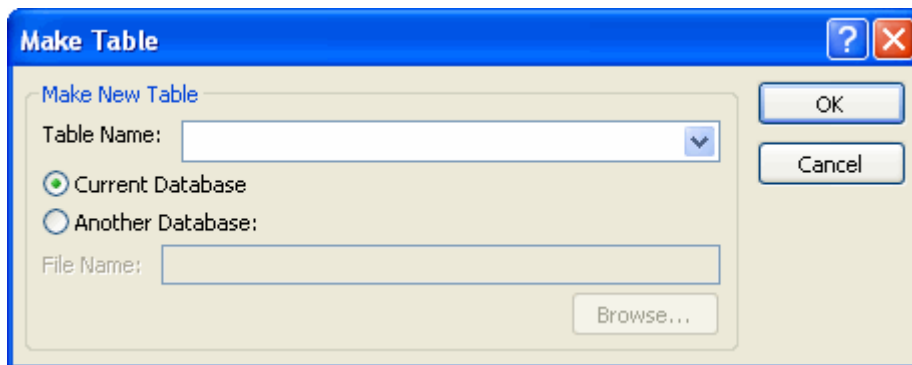 Make Table
?
Make New Table
Table Name:
Current Database
Another Database:
File Name:
Browse...
OK
Cancel